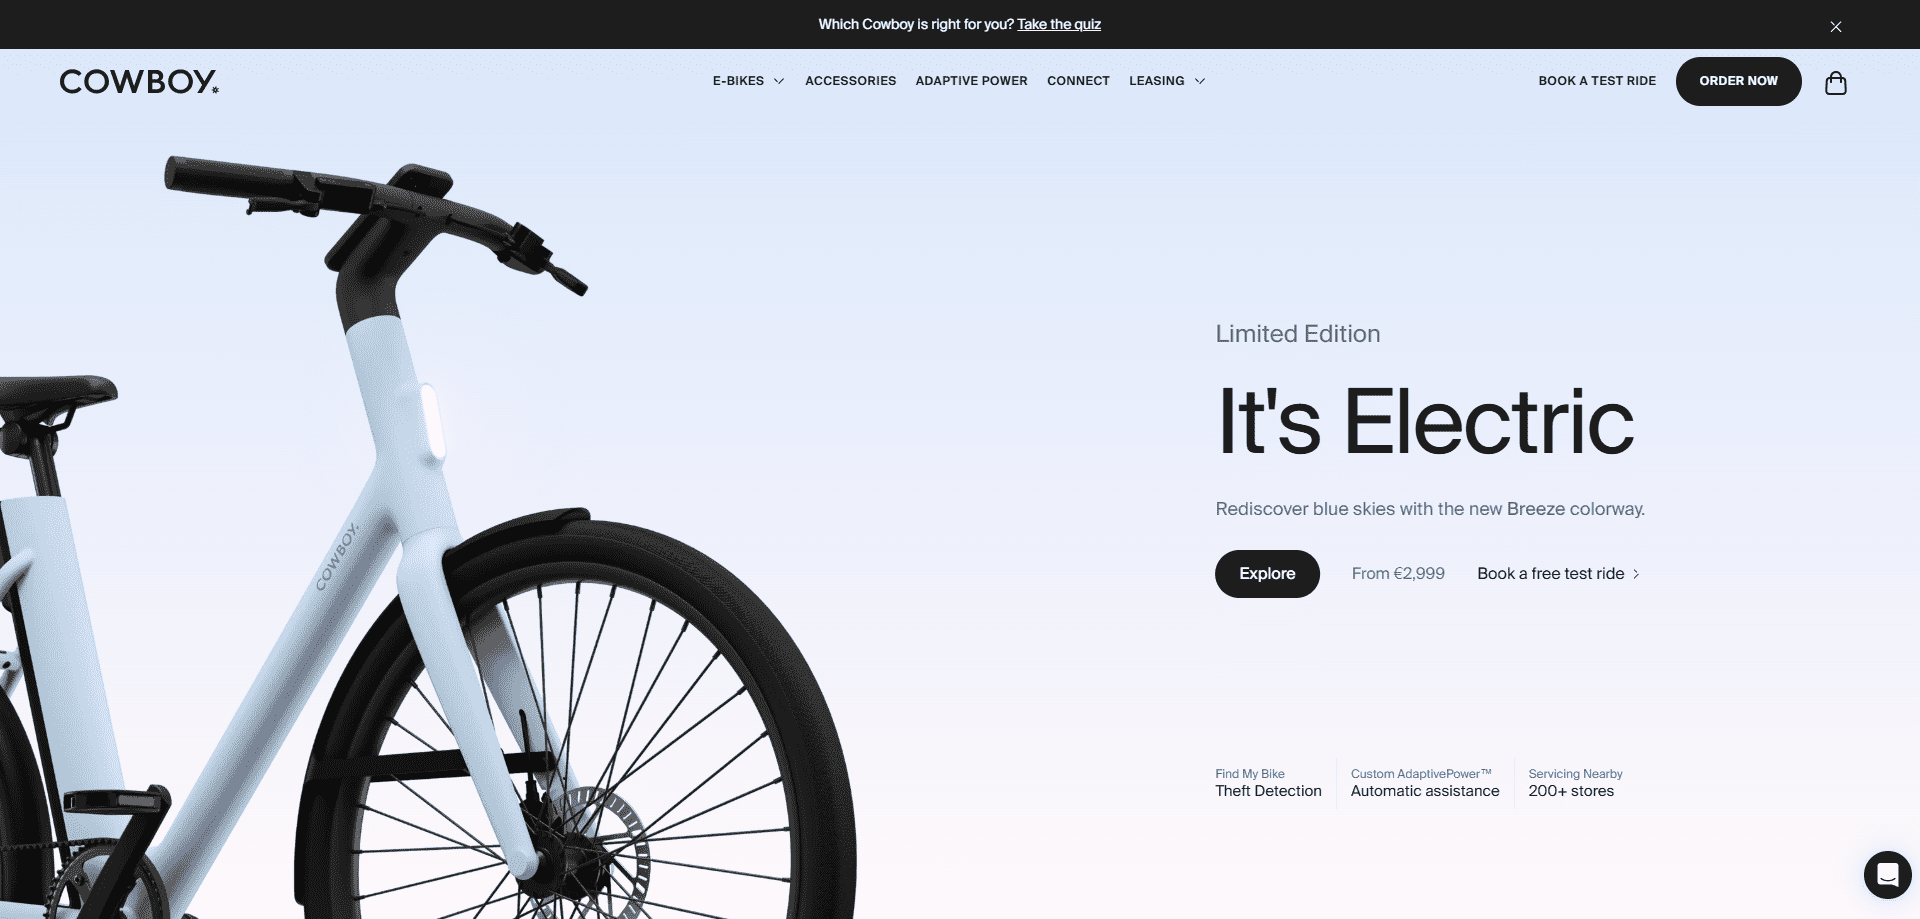 Which Cowboy is right for you? Take the quiz
COWBOY
E-BIKES ACCESSORIES ADAPTIVE POWER CONNECT LEASING
BOOK A TEST RIDE ORDER NOW
Limited Edition
It's Electric
Rediscover blue skies with the new Breeze colorway.
Explore From €2,999 Book a free test ride
COWBOY
Find My Bike
Theft Detection
Custom AdaptivePower™
Automatic assistance
Servicing Nearby
200+ stores